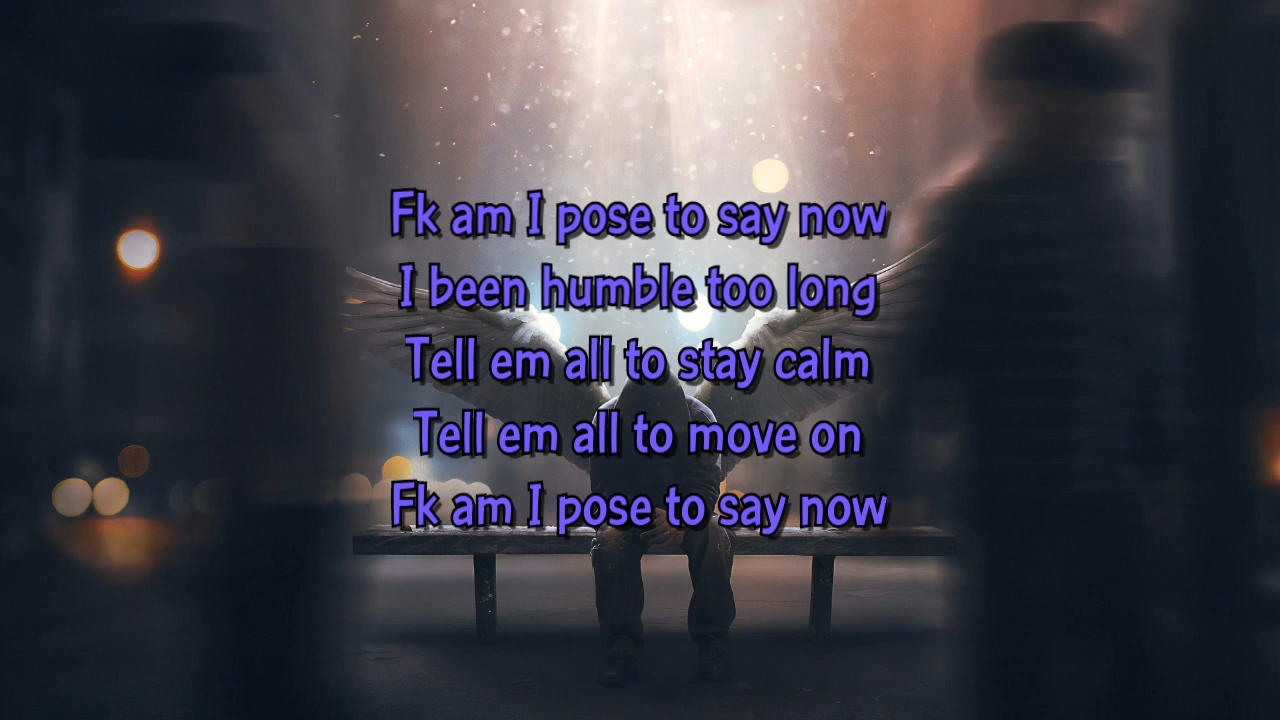 Fk am I pose to say now
I been humble too long
Tell em all to stay calm
Tell em all to move on
Fk am I pose to say now